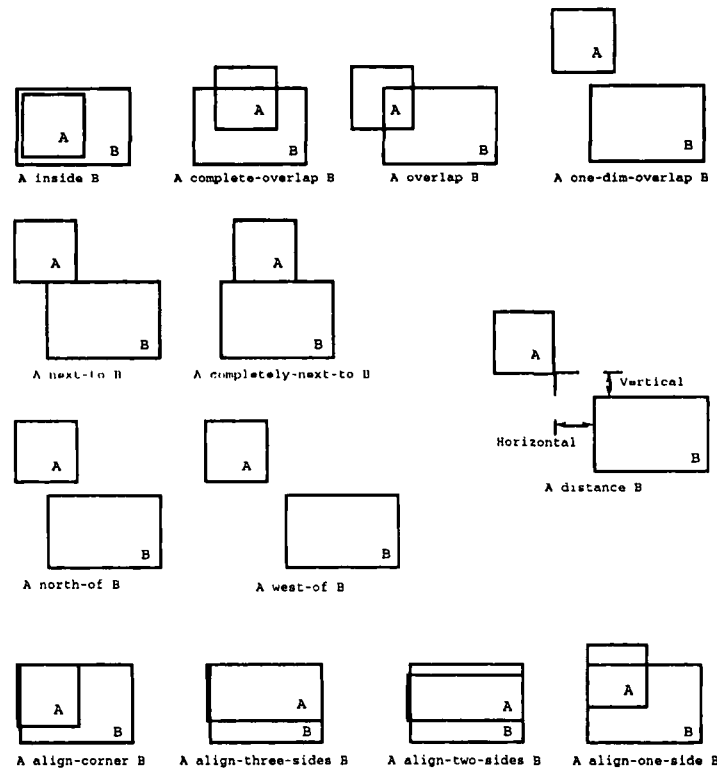 A
A
A
A
B
B
B
B
A inside B
A complete-overlap B
A overlap B
A one-dim-overlap B
A
A
B
B
A next-to B
A completely-next-to B
A
Vertical
Horizontal
B
A distance B
A
A
B
B
A north-of B
A west-of B
A
A
A
A
B
B
B
B
A align-corner B
A align-three-sides B
A align-two-sides B
A align-one-side B